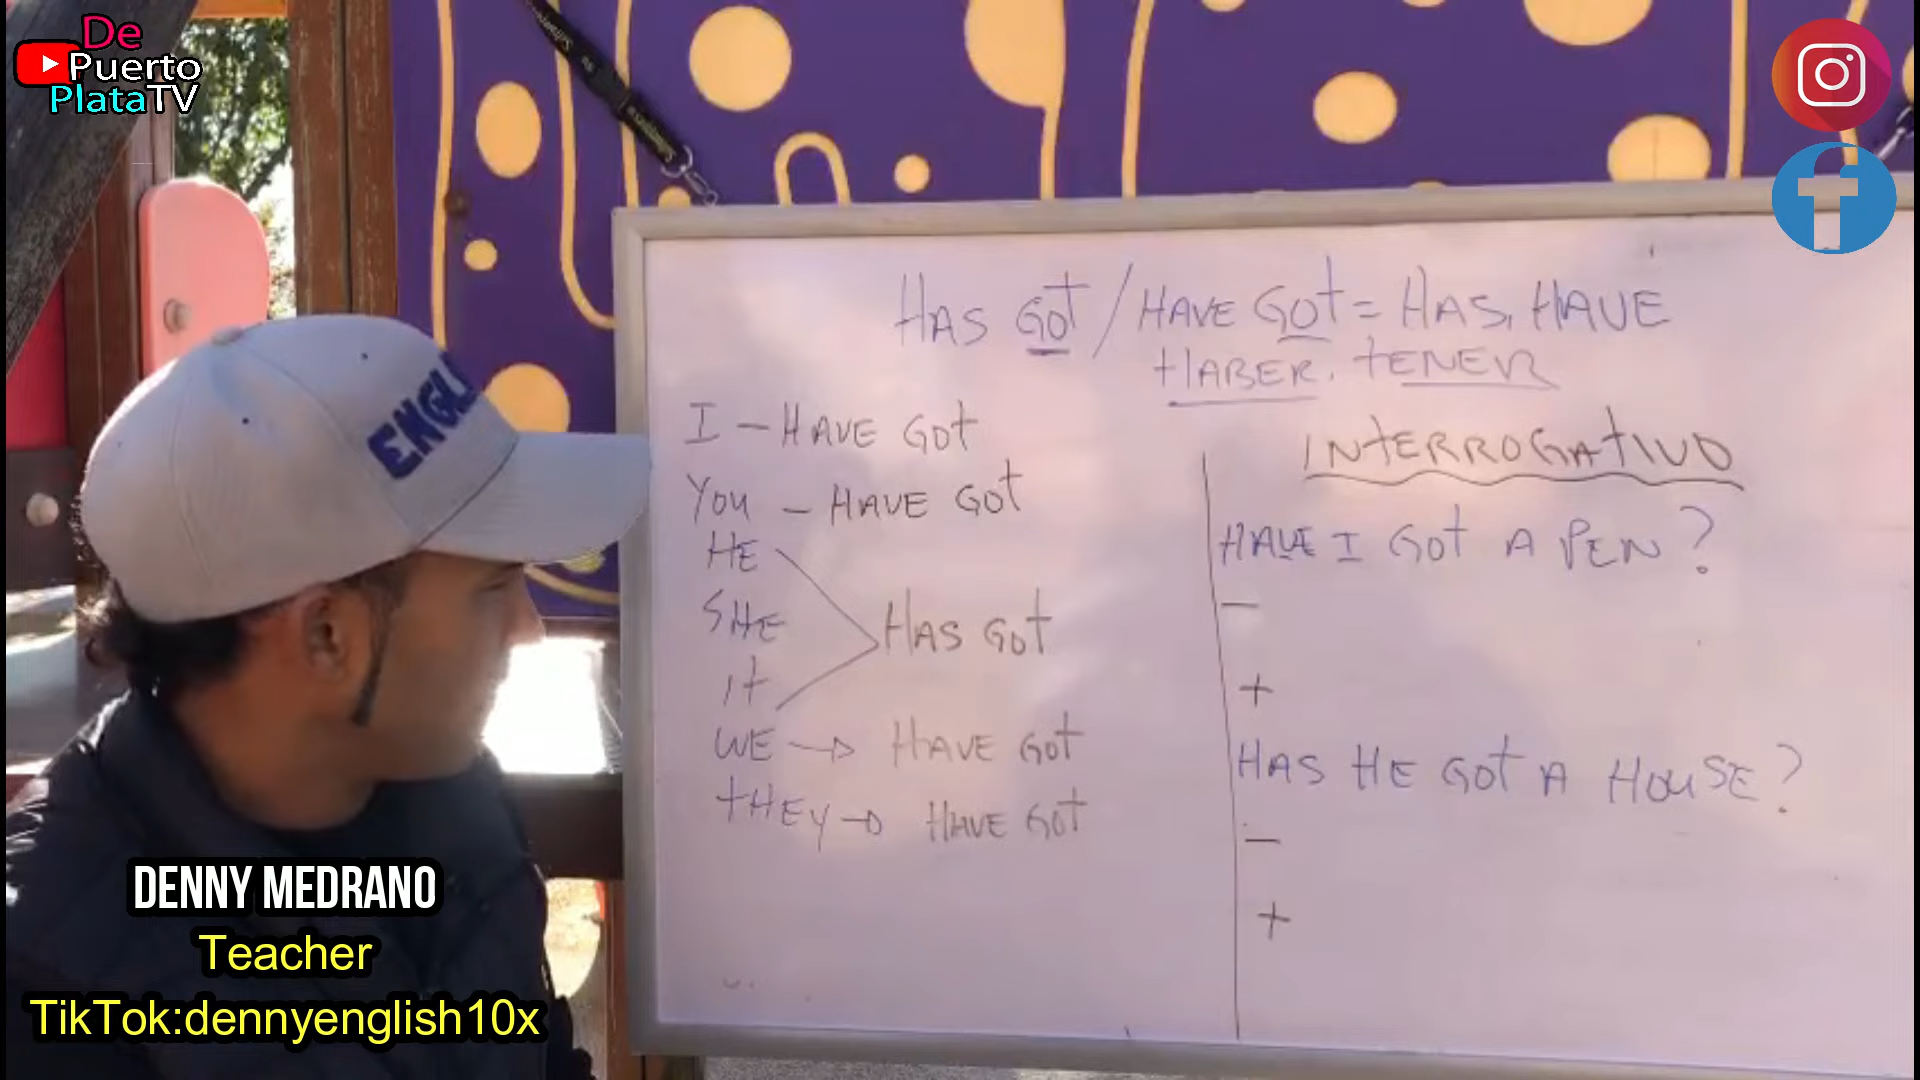 De
Puerto
PlataTV
ENGL
HAS GOT / HAVE GOT = HAS, HAVE
HABER. TENER
I - HAVE GOT
YOU - HAVE GOT
HE
SHE
IT
HAS GOT
WE → HAVE GOT
THEY → HAVE GOT
INTERROGATIVO
HAVE I GOT A PEN?
-
+
HAS HE GOT A HOUSE?
-
+
DENNY MEDRANO
Teacher
TikTok:dennyenglish10x